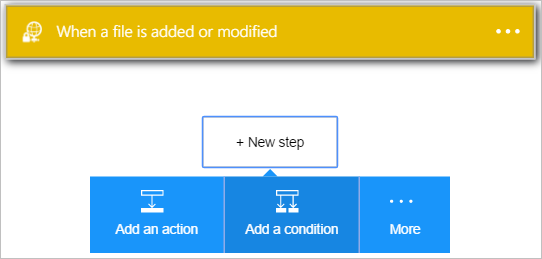 When a file is added or modified
+ New step
Add an action
Add a condition
More